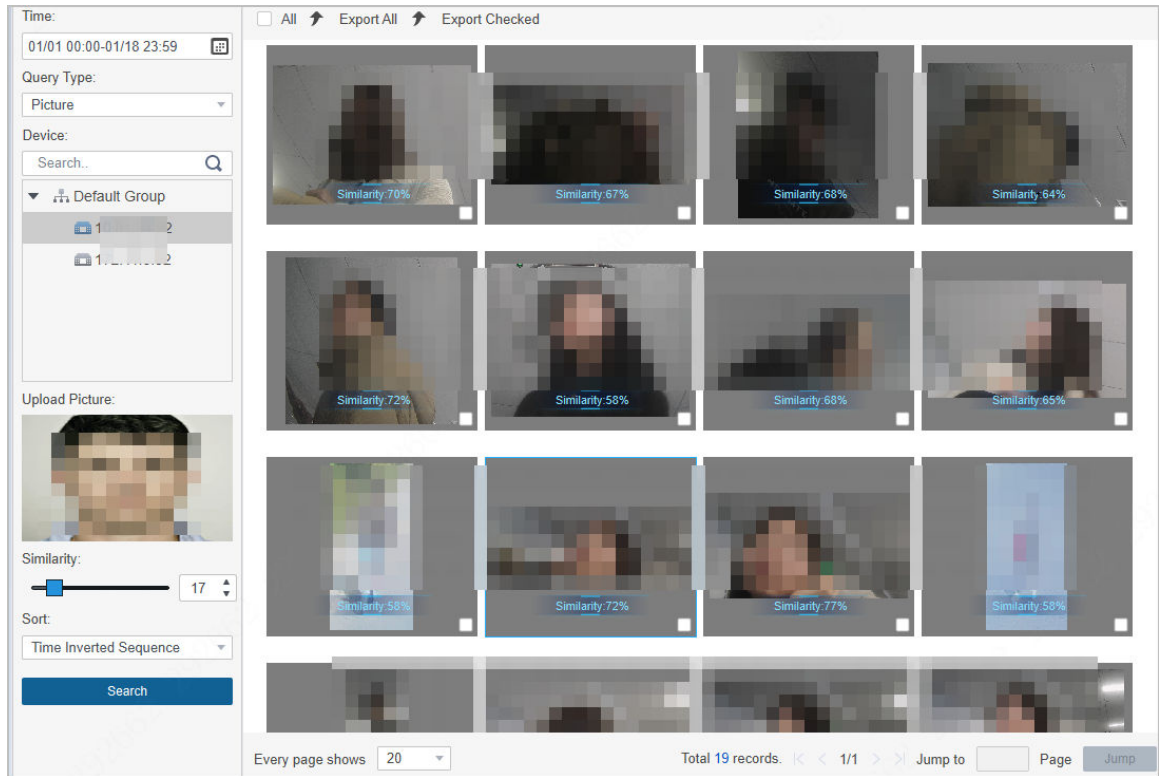 Time:
01/01 00:00-01/18 23:59
Query Type:
Picture
Device:
Search..
Default Group
Upload Picture:
Similarity:
17
Sort:
Time Inverted Sequence
Search
All Export All Export Checked
Similarity:70% Similarity:67% Similarity:68% Similarity:64%
Similarity:72% Similarity:58% Similarity:68% Similarity:65%
Similarity:58% Similarity:72% Similarity:77% Similarity:58%
Every page shows 20 Total 19 records. 1/1 Jump to Page Jump